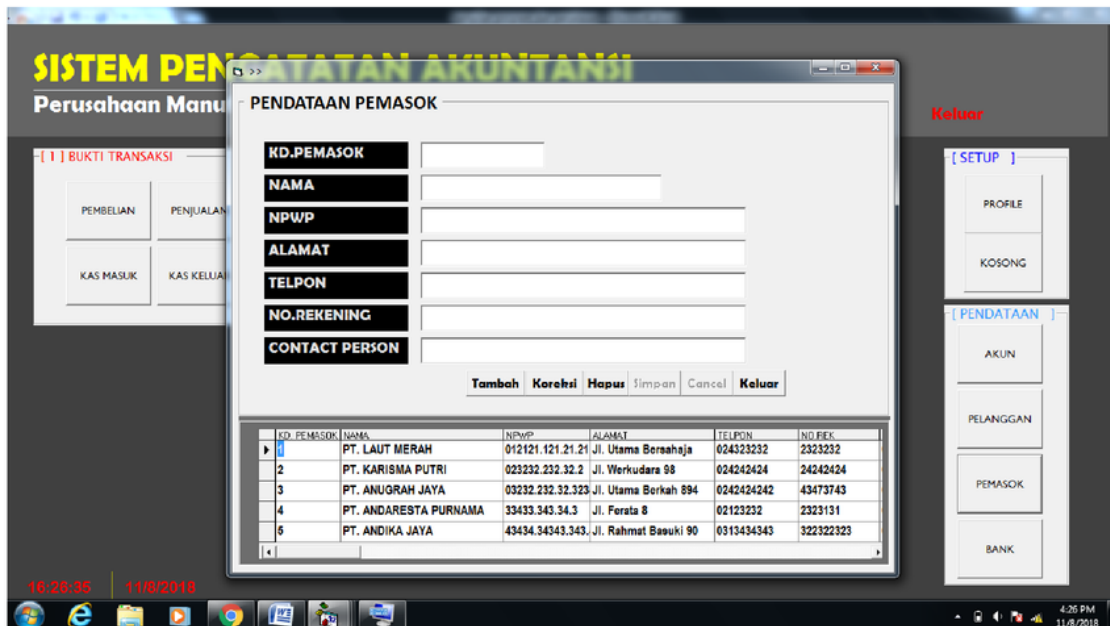 SISTEM PENCATATAN AKUNTANSI
Perusahaan Manu
Keluar
>>
PENDATAAN PEMASOK
KD.PEMASOK
NAMA
NPWP
ALAMAT
TELPON
NO.REKENING
CONTACT PERSON
Tambah Koreksi Hapus Simpan Cancel Keluar
KD. PEMASOK NAMA NPWP ALAMAT TELPON NO.REK
1 PT. LAUT MERAH 012121.121.21.21 Jl. Utama Bersahaja 024323232 2323232
2 PT. KARISMA PUTRI 023232.232.32.2 Jl. Werkudara 98 024242424 24242424
3 PT. ANUGRAH JAYA 03232.232.32.323 Jl. Utama Berkah 894 0242424242 43473743
4 PT. ANDARESTA PURNAMA 33433.343.34.3 Jl. Ferata 8 02123232 2323131
5 PT. ANDIKA JAYA 43434.34343.343. Jl. Rahmat Basuki 90 0313434343 322322323
[ 1 ] BUKTI TRANSAKSI
PEMBELIAN PENJUALAN
KAS MASUK KAS KELUA
[ SETUP ]
PROFILE
KOSONG
[ PENDATAAN ]
AKUN
PELANGGAN
PEMASOK
BANK
16:26:35 11/8/2018
4:26 PM
11/8/2018